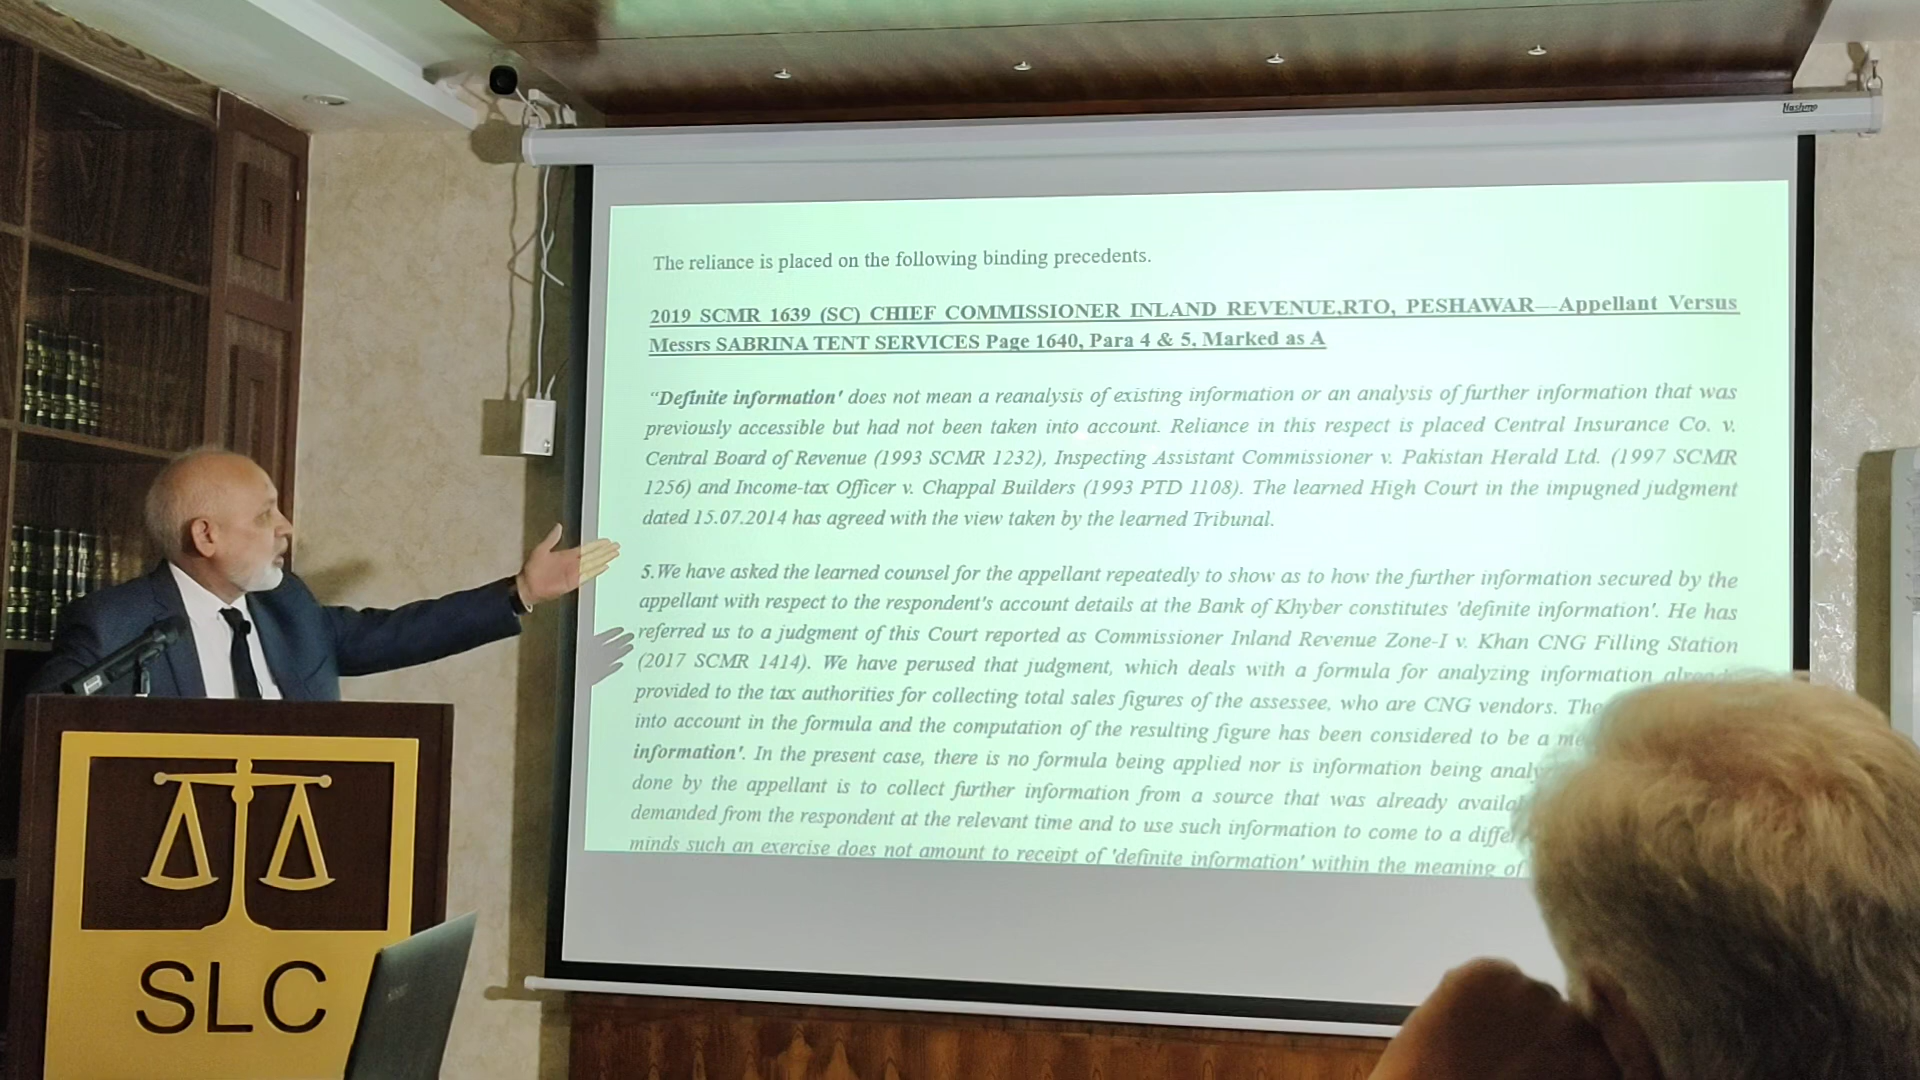 Nashmo
The reliance is placed on the following binding precedents.
2019 SCMR 1639 (SC) CHIEF COMMISSIONER INLAND REVENUE,RTO, PESHAWAR—Appellant Versus
Messrs SABRINA TENT SERVICES Page 1640, Para 4 & 5. Marked as A
“Definite information' does not mean a reanalysis of existing information or an analysis of further information that was
previously accessible but had not been taken into account. Reliance in this respect is placed Central Insurance Co. v.
Central Board of Revenue (1993 SCMR 1232), Inspecting Assistant Commissioner v. Pakistan Herald Ltd. (1997 SCMR
1256) and Income-tax Officer v. Chappal Builders (1993 PTD 1108). The learned High Court in the impugned judgment
dated 15.07.2014 has agreed with the view taken by the learned Tribunal.
5.We have asked the learned counsel for the appellant repeatedly to show as to how the further information secured by the
appellant with respect to the respondent's account details at the Bank of Khyber constitutes 'definite information'. He has
referred us to a judgment of this Court reported as Commissioner Inland Revenue Zone-I v. Khan CNG Filling Station
(2017 SCMR 1414). We have perused that judgment, which deals with a formula for analyzing information already
provided to the tax authorities for collecting total sales figures of the assessee, who are CNG vendors. The
into account in the formula and the computation of the resulting figure has been considered to be a me
information'. In the present case, there is no formula being applied nor is information being analy
done by the appellant is to collect further information from a source that was already availa
demanded from the respondent at the relevant time and to use such information to come to a diffe
minds such an exercise does not amount to receipt of 'definite information' within the meaning of
SLC